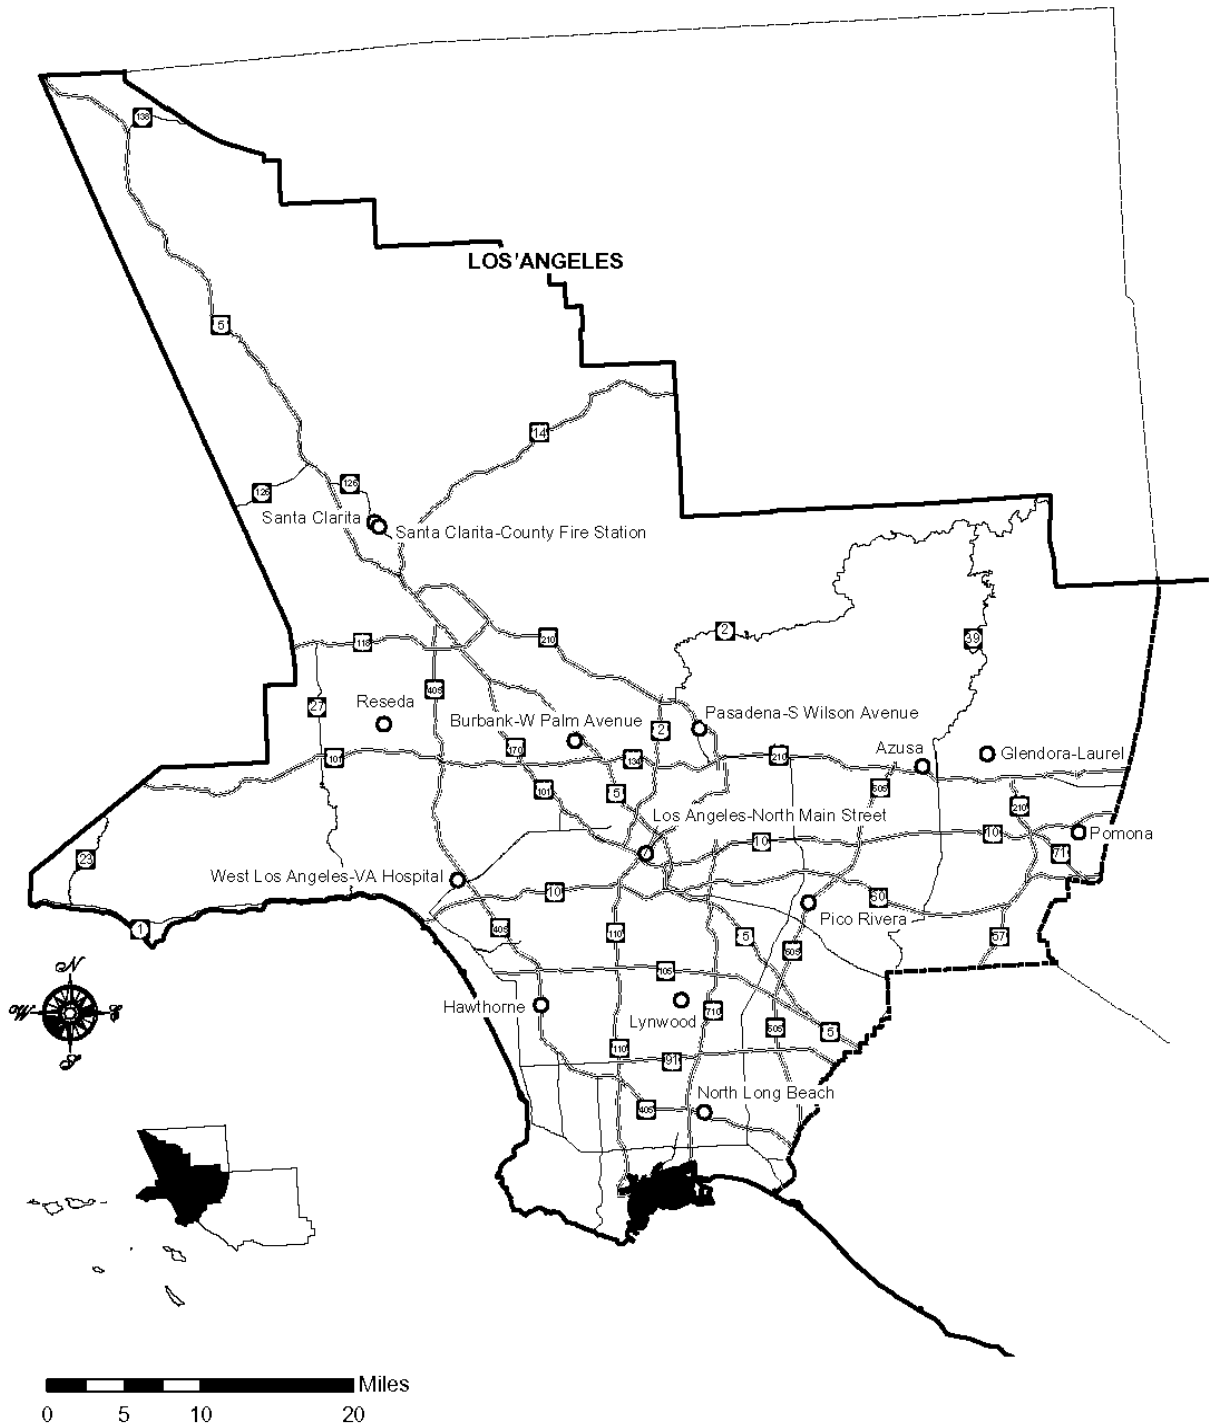 138
LOS ANGELES
5
14
126
126
Santa Clarita
Santa Clarita-County Fire Station
2
210
39
118
405
Reseda
27
Burbank-W Palm Avenue
Pasadena-S Wilson Avenue
2
170
Azusa
Glendora-Laurel
101
134
210
101
5
605
210
Los Angeles-North Main Street
10
10
Pomona
71
23
West Los Angeles-VA Hospital
10
60
Pico Rivera
1
405
110
5
57
605
N
105
Hawthorne
Lynwood
710
605
5
E
S
110
91
North Long Beach
405
Miles
0 5 10 20